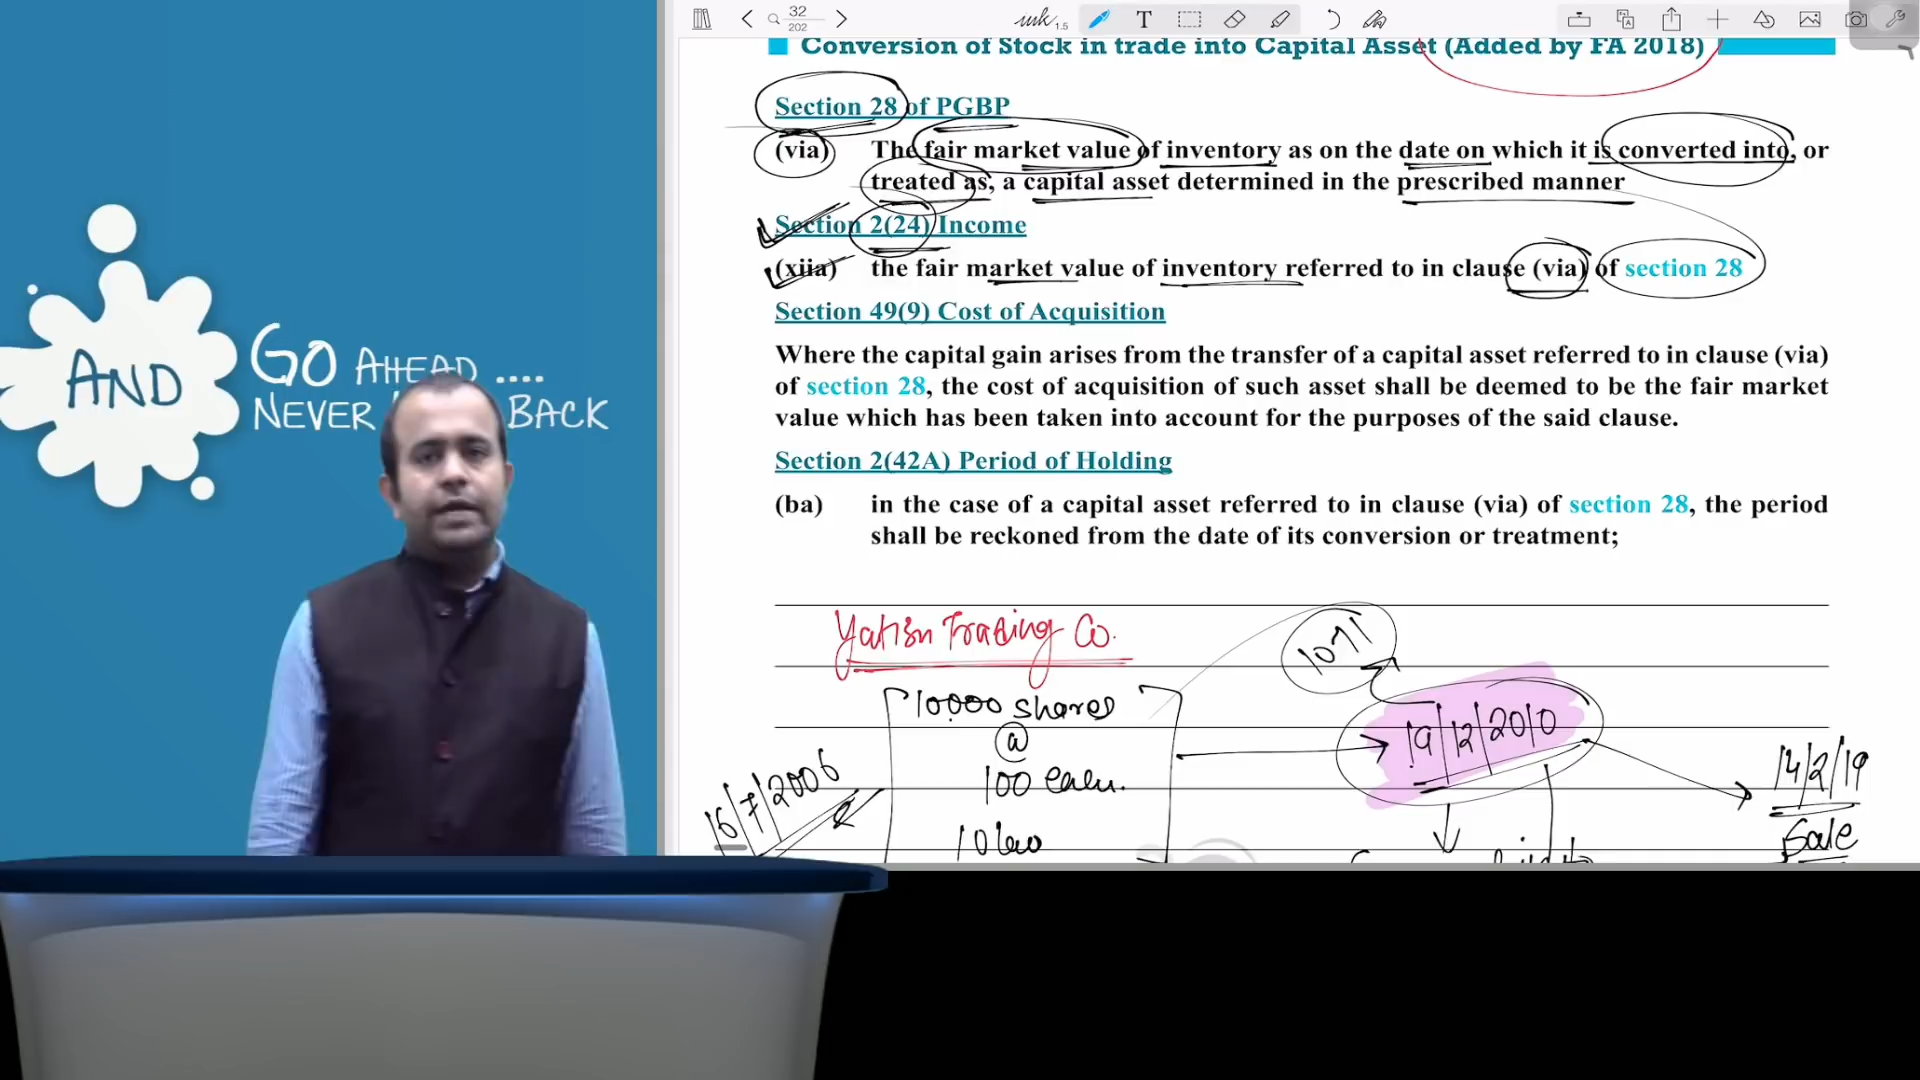 32
202
ink 1.5
T
Conversion of Stock in trade into Capital Asset (Added by FA 2018)
Section 28 of PGBP
(via) The fair market value of inventory as on the date on which it is converted into, or
treated as, a capital asset determined in the prescribed manner
Section 2(24) Income
(xiia) the fair market value of inventory referred to in clause (via) of section 28
Section 49(9) Cost of Acquisition
Where the capital gain arises from the transfer of a capital asset referred to in clause (via)
of section 28, the cost of acquisition of such asset shall be deemed to be the fair market
value which has been taken into account for the purposes of the said clause.
Section 2(42A) Period of Holding
(ba) in the case of a capital asset referred to in clause (via) of section 28, the period
shall be reckoned from the date of its conversion or treatment;
Trading Co.
10,000 shares
@
100 each.
16/7/2006
19/12/2010
14/2/19
Sale
AND
GO AHEAD ....
NEVER BACK